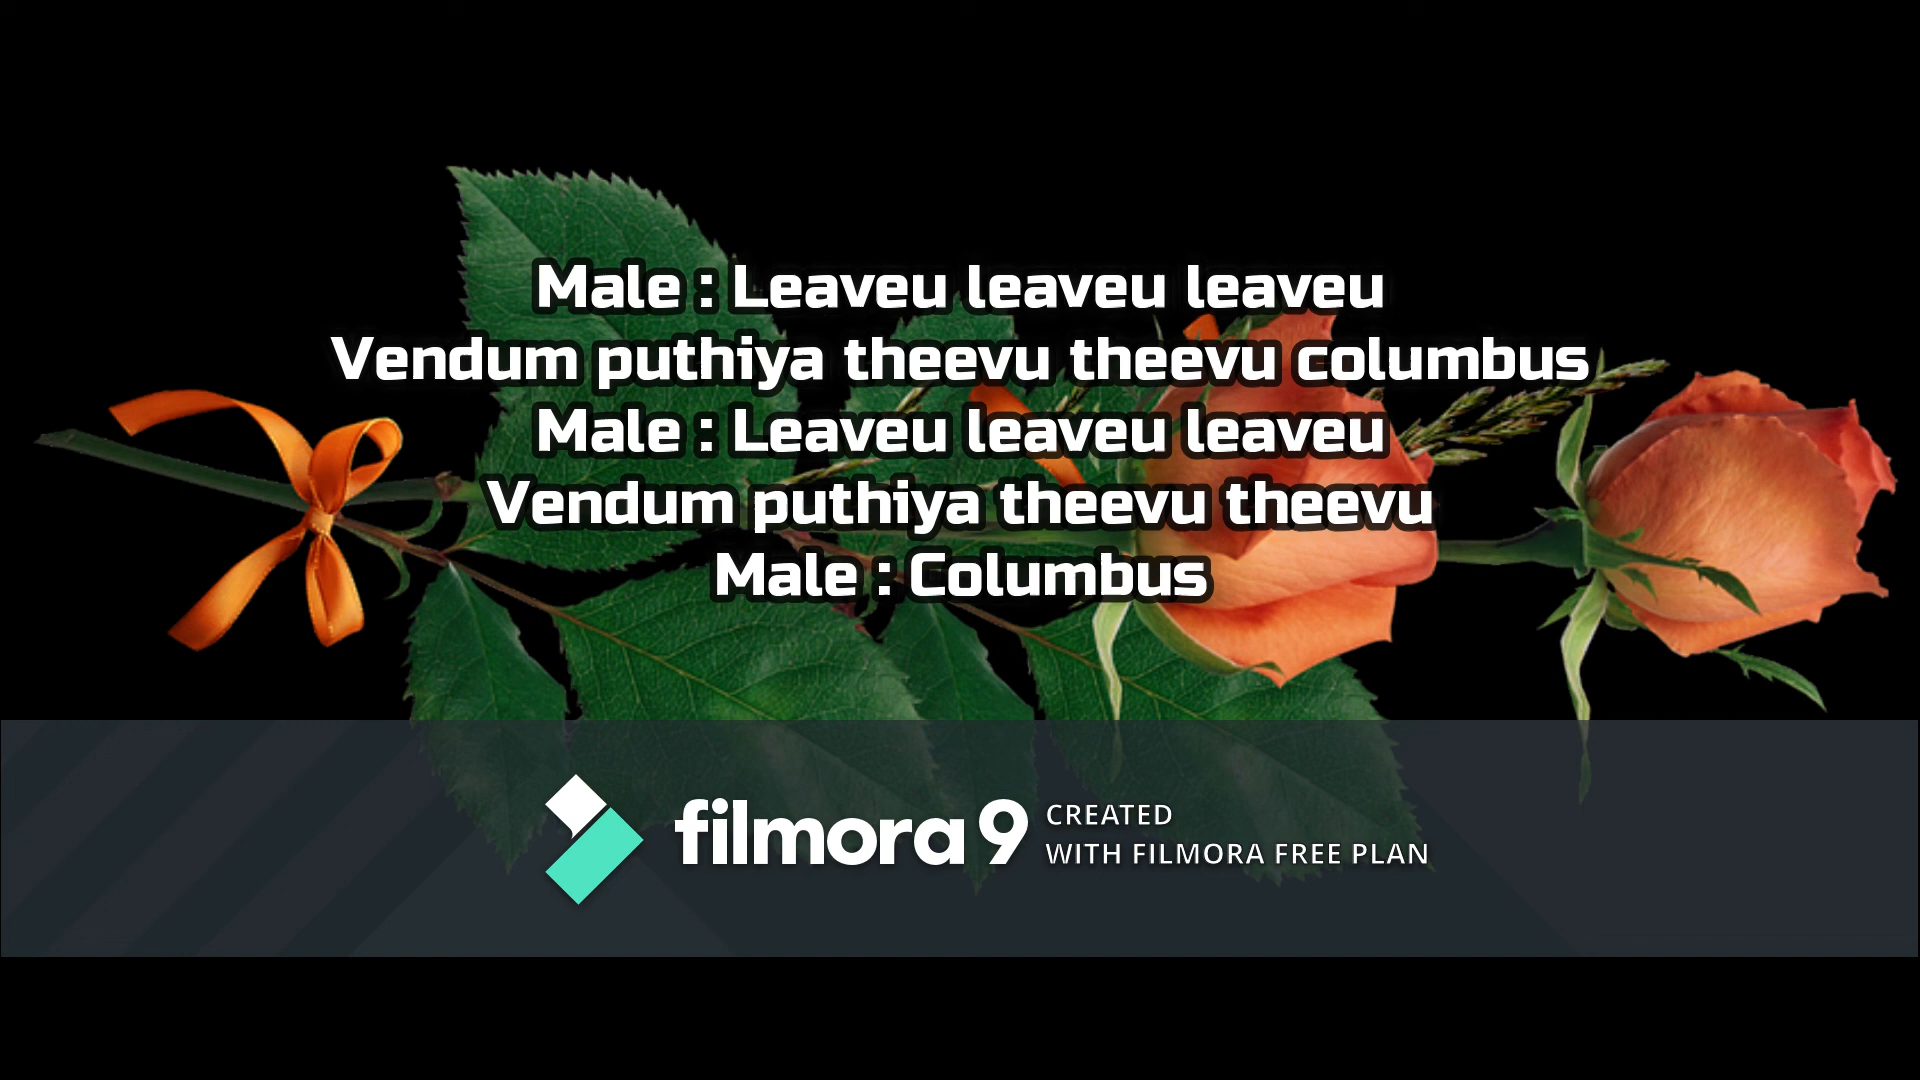 Male : Leaveu leaveu leaveu
Vendum puthiya theevu theevu columbus
Male : Leaveu leaveu leaveu
Vendum puthiya theevu theevu
Male : Columbus
filmora 9 CREATED
WITH FILMORA FREE PLAN